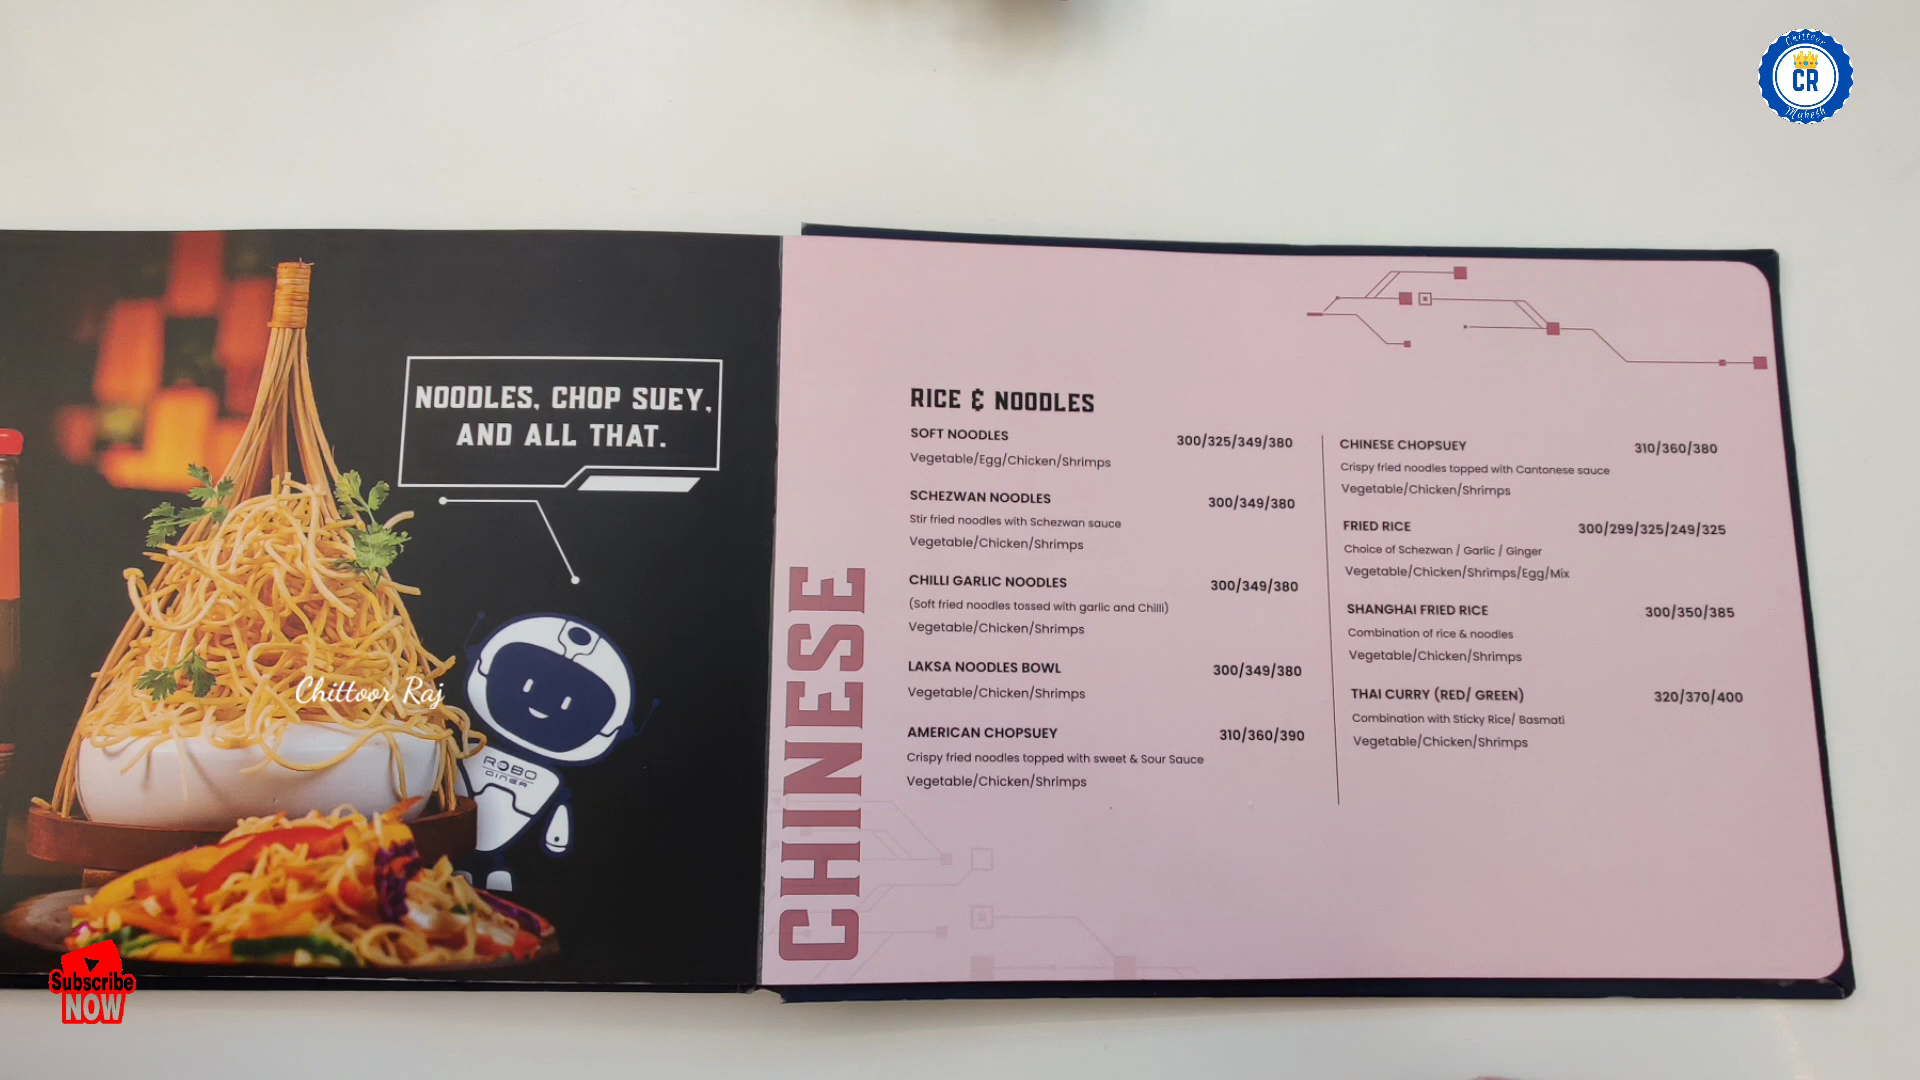 Chittoor
CR
Mahesh
NOODLES, CHOP SUEY,
AND ALL THAT.
Chittoor Raj
ROBO
DINER
Subscribe
NOW
CHINESE
RICE & NOODLES
SOFT NOODLES 300/325/349/380
Vegetable/Egg/Chicken/Shrimps
SCHEZWAN NOODLES 300/349/380
Stir fried noodles with Schezwan sauce
Vegetable/Chicken/Shrimps
CHILLI GARLIC NOODLES 300/349/380
(Soft fried noodles tossed with garlic and Chilli)
Vegetable/Chicken/Shrimps
LAKSA NOODLES BOWL 300/349/380
Vegetable/Chicken/Shrimps
AMERICAN CHOPSUEY 310/360/390
Crispy fried noodles topped with sweet & Sour Sauce
Vegetable/Chicken/Shrimps
CHINESE CHOPSUEY 310/360/380
Crispy fried noodles topped with Cantonese sauce
Vegetable/Chicken/Shrimps
FRIED RICE 300/299/325/249/325
Choice of Schezwan / Garlic / Ginger
Vegetable/Chicken/Shrimps/Egg/Mix
SHANGHAI FRIED RICE 300/350/385
Combination of rice & noodles
Vegetable/Chicken/Shrimps
THAI CURRY (RED/ GREEN) 320/370/400
Combination with Sticky Rice/ Basmati
Vegetable/Chicken/Shrimps